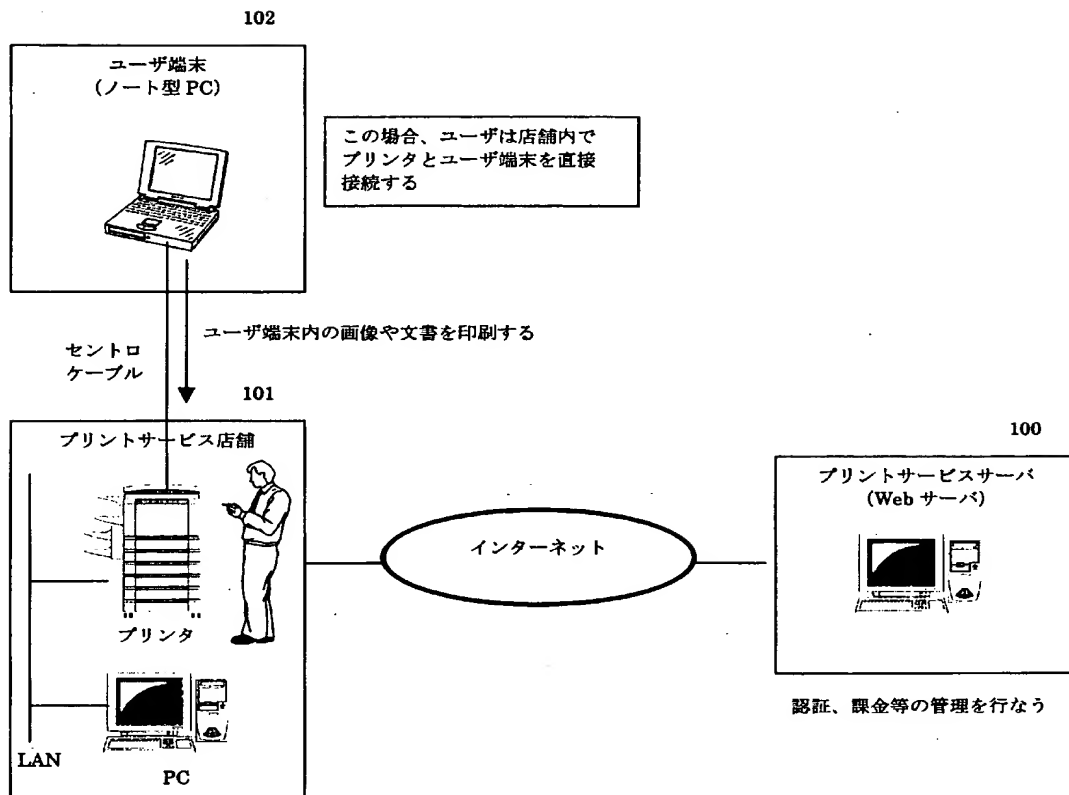 102
ユーザ端末
(ノート型 PC)
この場合、ユーザは店舗内で
プリンタとユーザ端末を直接
接続する
ユーザ端末内の画像や文書を印刷する
セントロ
ケーブル
101
プリントサービス店舗
プリンタ
LAN
PC
インターネット
100
プリントサービスサーバ
(Web サーバ)
認証、課金等の管理を行なう